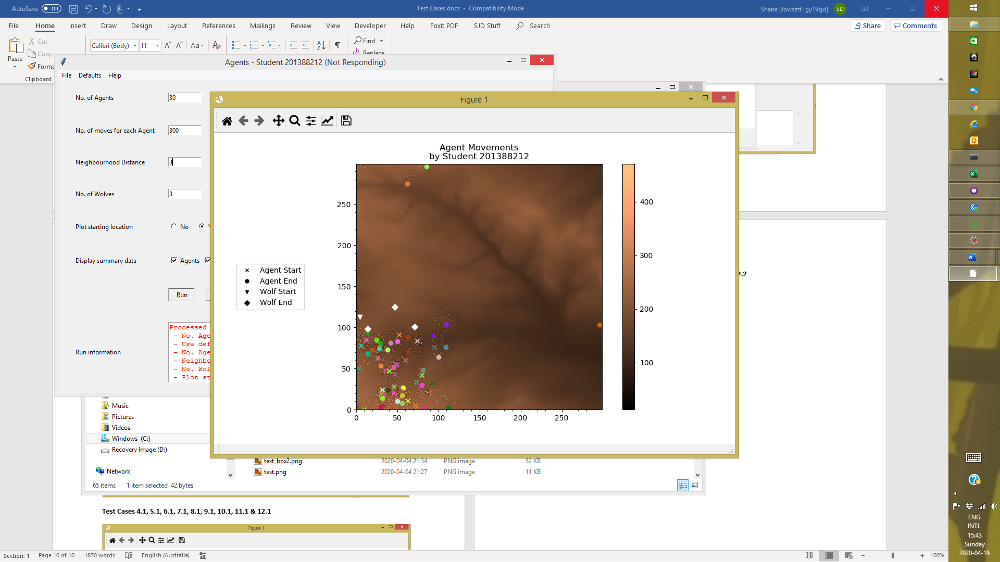 AutoSave Off
Test Cases.docx - Compatibility Mode
Shane Dowsett [gy19sjd] SD
File Home Insert Draw Design Layout References Mailings Review View Developer Help Foxit PDF SJD Stuff Search
Share Comments
Paste
Cut
Copy
Forma
Clipboard
Calibri (Body) 11
Aa
Find
Replace
Agents - Student 201388212 (Not Responding)
File Defaults Help
No. of Agents 30
No. of moves for each Agent 300
Neighbourhood Distance 3
No. of Wolves 3
Plot starting location No
Display summary data Agents
Run
Run information
Processed
- No. Age
- Use def
- No. Age
- Neighbo
- No. Wol
- Plot st
Figure 1
Agent Movements
by Student 201388212
Agent Start
Agent End
Wolf Start
Wolf End
250
200
150
100
50
0
0 50 100 150 200 250
400
300
200
100
2.2
Music
Pictures
Videos
Windows (C:)
Recovery Image (D:)
Network
text_box2.png 2020-04-04 21:34 PNG image 52 KB
test.png 2020-04-04 21:27 PNG image 11 KB
65 items 1 item selected 42 bytes
Test Cases 4.1, 5.1, 6.1, 7.1, 8.1, 9.1, 10.1, 11.1 & 12.1
Figure 1
Section: 1 Page 10 of 10 1870 words English (Australia)
100%
ENG
INTL
15:43
Sunday
2020-04-19